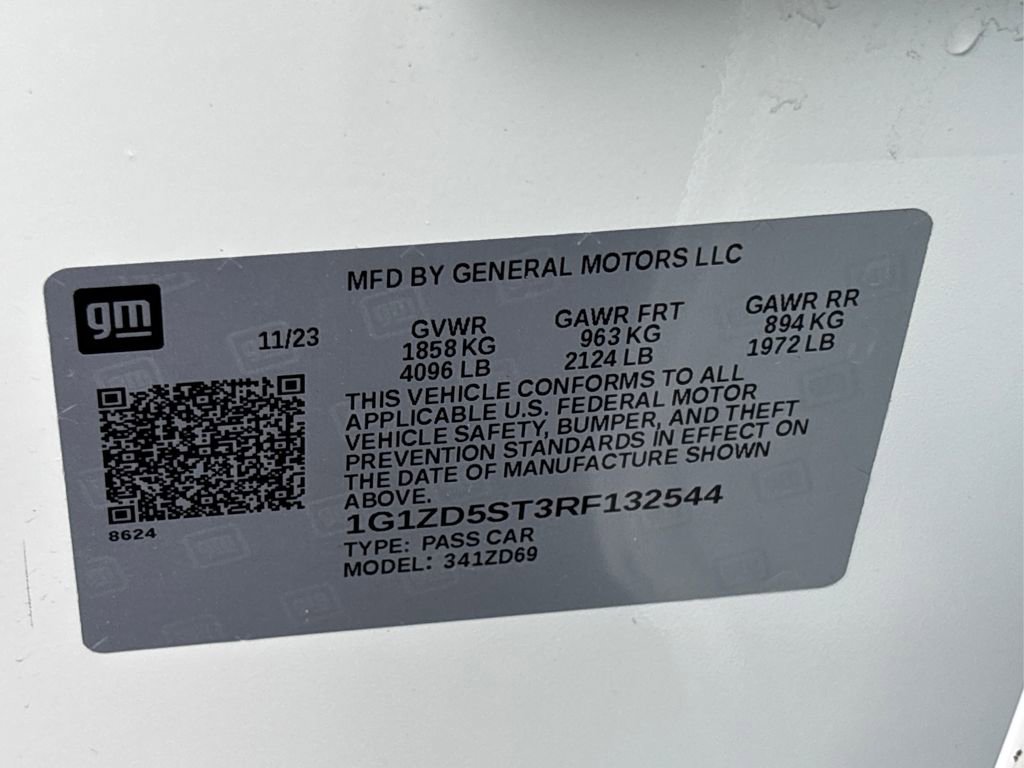 MFD BY GENERAL MOTORS LLC
gm
11/23
GVWR
1858 KG
4096 LB
GAWR FRT
963 KG
2124 LB
GAWR RR
894 KG
1972 LB
THIS VEHICLE CONFORMS TO ALL
APPLICABLE U.S. FEDERAL MOTOR
VEHICLE SAFETY, BUMPER, AND THEFT
PREVENTION STANDARDS IN EFFECT ON
THE DATE OF MANUFACTURE SHOWN
ABOVE.
1G1ZD5ST3RF132544
TYPE: PASS CAR
MODEL: 341ZD69
8624